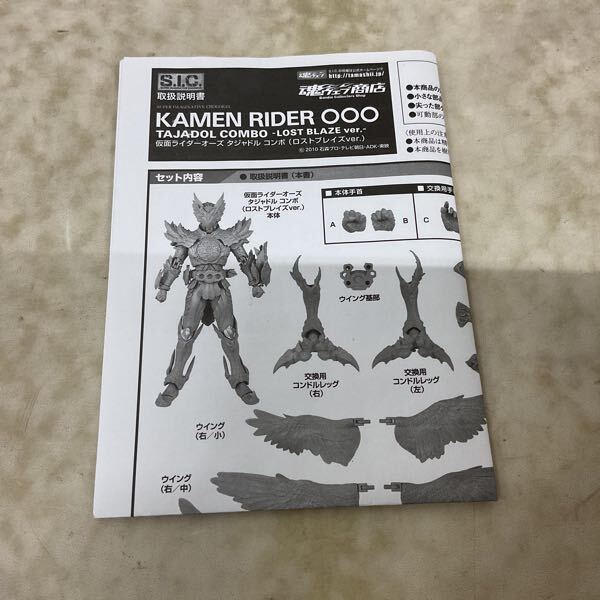 S.I.C.
取扱説明書
SUPER IMAGINATIVE CHOGOKIN
http://tamashii.jp/
魂ウェブ商店
Bandai Collectors Shop
KAMEN RIDER OOO
TAJADOL COMBO -LOST BLAZE ver.-
仮面ライダーオーズ タジャドル コンボ(ロストブレイズver.)
©2010 石森プロ・テレビ朝日・ADK・東映
●本商品の
●小さな部
●尖った部
●可動部の
〈使用上の注
●本商品は
●本商品を
セット内容
●取扱説明書(本書)
仮面ライダーオーズ
タジャドル コンボ
(ロストブレイズver.)
本体
■本体手首
A
B
■交換用手
C
ウイング基部
交換用
コンドルレッグ
(右)
交換用
コンドルレッグ
(左)
ウイング
(右/小)
ウイング
(右/中)